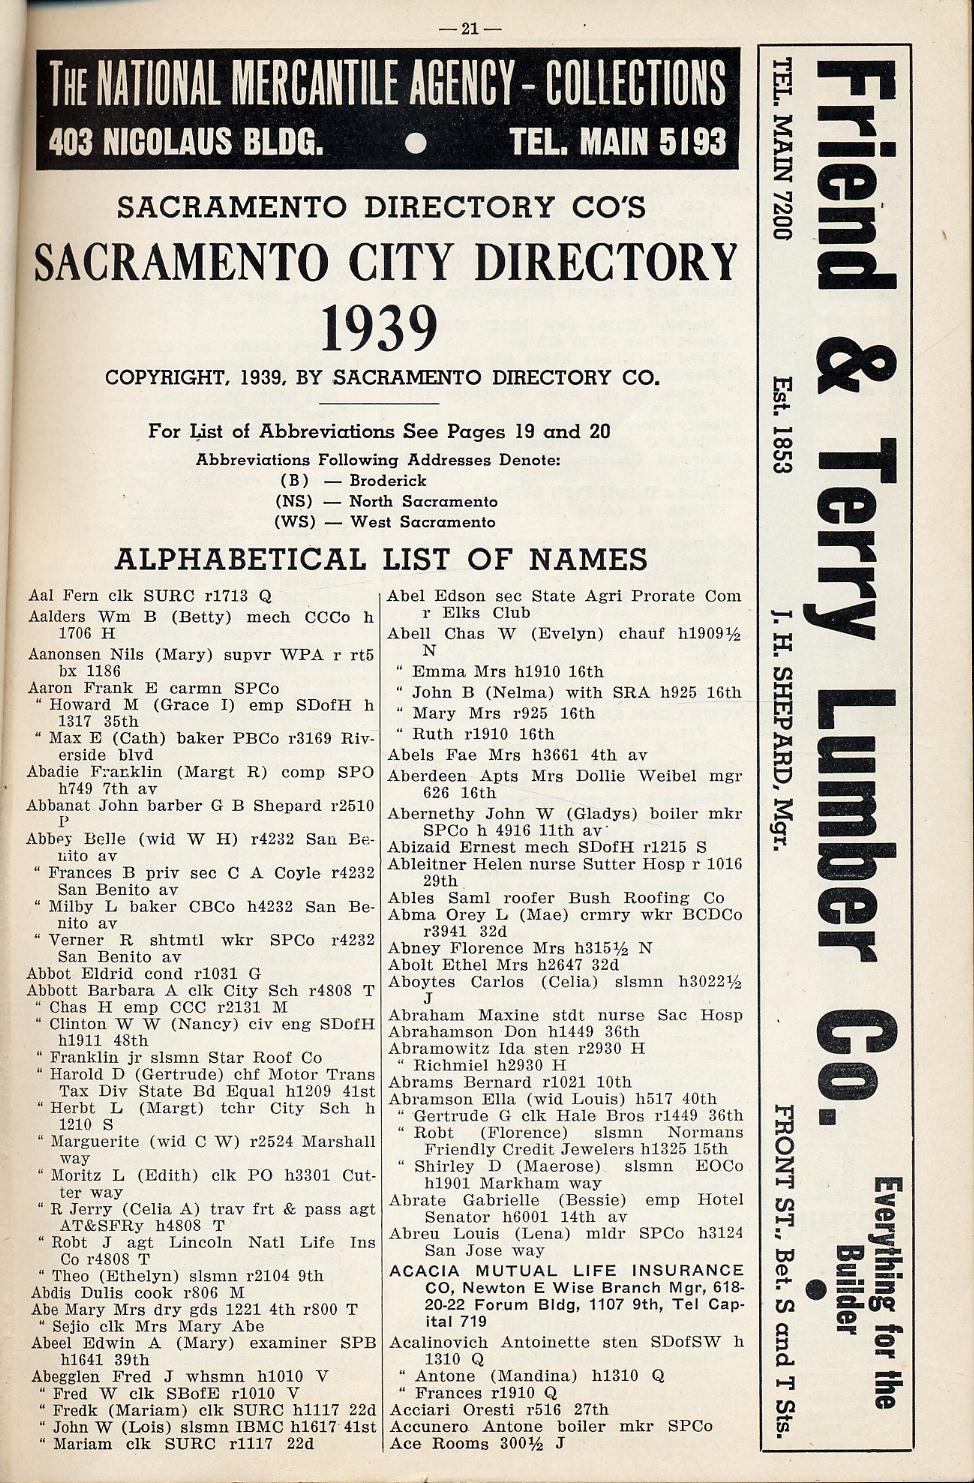 — 21 —
THE NATIONAL MERCANTILE AGENCY - COLLECTIONS
403 NICOLAUS BLDG. ● TEL. MAIN 5193
SACRAMENTO DIRECTORY CO'S
SACRAMENTO CITY DIRECTORY
1939
COPYRIGHT, 1939, BY SACRAMENTO DIRECTORY CO.
For List of Abbreviations See Pages 19 and 20
Abbreviations Following Addresses Denote:
(B) — Broderick
(NS) — North Sacramento
(WS) — West Sacramento
ALPHABETICAL LIST OF NAMES
Aal Fern clk SURC r1713 Q
Aalders Wm B (Betty) mech CCCo h
1706 H
Aanonsen Nils (Mary) supvr WPA r rt5
bx 1186
Aaron Frank E carmn SPCo
" Howard M (Grace I) emp SDofH h
1317 35th
" Max E (Cath) baker PBCo r3169 Riv-
erside blvd
Abadie Franklin (Margt R) comp SPO
h749 7th av
Abbanat John barber G B Shepard r2510
P
Abbey Belle (wid W H) r4232 San Be-
nito av
" Frances B priv sec C A Coyle r4232
San Benito av
" Milby L baker CBCo h4232 San Be-
nito av
" Verner R shtmtl wkr SPCo r4232
San Benito av
Abbot Eldrid cond r1031 G
Abbott Barbara A clk City Sch r4808 T
" Chas H emp CCC r2131 M
" Clinton W W (Nancy) civ eng SDofH
h1911 48th
" Franklin jr slsmn Star Roof Co
" Harold D (Gertrude) chf Motor Trans
Tax Div State Bd Equal h1209 41st
" Herbt L (Margt) tchr City Sch h
1210 S
" Marguerite (wid C W) r2524 Marshall
way
" Moritz L (Edith) clk PO h3301 Cut-
ter way
" R Jerry (Celia A) trav frt & pass agt
AT&SFRy h4808 T
" Robt J agt Lincoln Natl Life Ins
Co r4808 T
" Theo (Ethelyn) slsmn r2104 9th
Abdis Dulis cook r806 M
Abe Mary Mrs dry gds 1221 4th r800 T
" Sejio clk Mrs Mary Abe
Abeel Edwin A (Mary) examiner SPB
h1641 39th
Abegglen Fred J whsmn h1010 V
" Fred W clk SBofE r1010 V
" Fredk (Mariam) clk SURC h1117 22d
" John W (Lois) slsmn IBMC h1617 41st
" Mariam clk SURC r1117 22d
Abel Edson sec State Agri Prorate Com
r Elks Club
Abell Chas W (Evelyn) chauf h1909½
N
" Emma Mrs h1910 16th
" John B (Nelma) with SRA h925 16th
" Mary Mrs r925 16th
" Ruth r1910 16th
Abels Fae Mrs h3661 4th av
Aberdeen Apts Mrs Dollie Weibel mgr
626 16th
Abernethy John W (Gladys) boiler mkr
SPCo h 4916 11th av
Abizaid Ernest mech SDofH r1215 S
Ableitner Helen nurse Sutter Hosp r 1016
29th
Ables Saml roofer Bush Roofing Co
Abma Orey L (Mae) crmry wkr BCDCo
r3941 32d
Abney Florence Mrs h315½ N
Abolt Ethel Mrs h2647 32d
Aboytes Carlos (Celia) slsmn h3022½
J
Abraham Maxine stdt nurse Sac Hosp
Abrahamson Don h1449 36th
Abramowitz Ida sten r2930 H
" Richmiel h2930 H
Abrams Bernard r1021 10th
Abramson Ella (wid Louis) h517 40th
" Gertrude G clk Hale Bros r1449 36th
" Robt (Florence) slsmn Normans
Friendly Credit Jewelers h1325 15th
" Shirley D (Maerose) slsmn EOCo
h1901 Markham way
Abrate Gabrielle (Bessie) emp Hotel
Senator h6001 14th av
Abreu Louis (Lena) mldr SPCo h3124
San Jose way
ACACIA MUTUAL LIFE INSURANCE
CO, Newton E Wise Branch Mgr, 618-
20-22 Forum Bldg, 1107 9th, Tel Cap-
ital 719
Acalinovich Antoinette sten SDofSW h
1310 Q
" Antone (Mandina) h1310 Q
" Frances r1910 Q
Acciari Oresti r516 27th
Accunero Antone boiler mkr SPCo
Ace Rooms 300½ J
Friend & Terry Lumber Co.
Everything for the
Builder
●
TEL. MAIN 7200 Est. 1853 J. H. SHEPARD, Mgr. FRONT ST., Bet. S and T Sts.